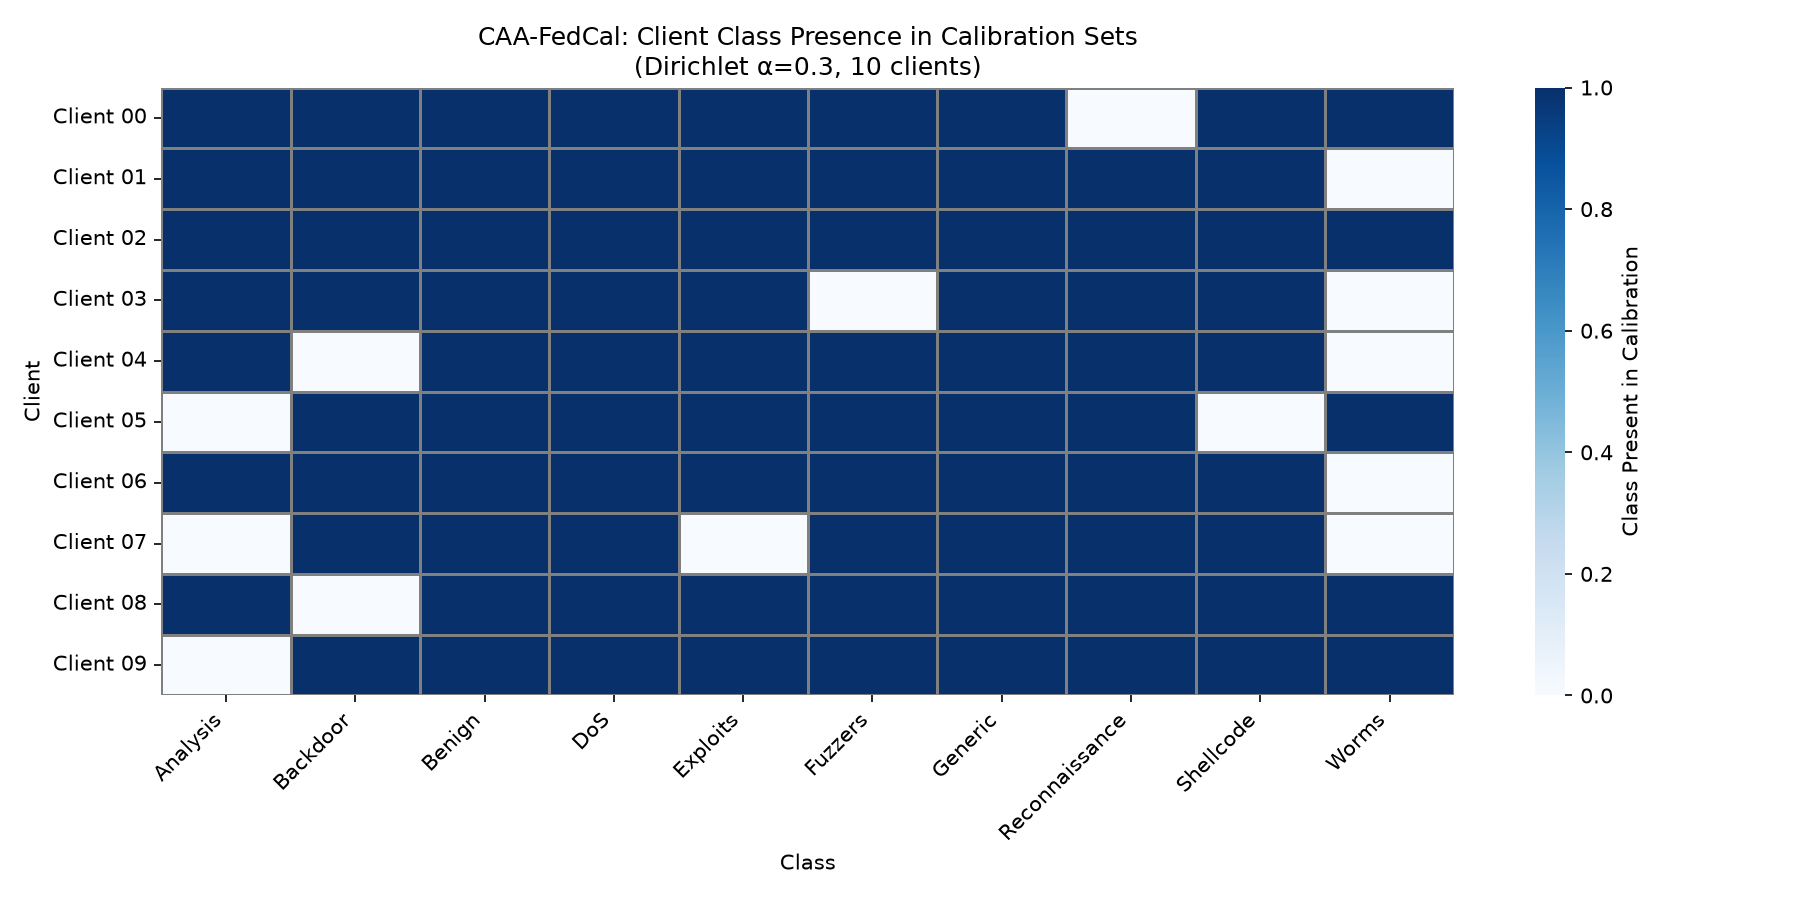 CAA-FedCal: Client Class Presence in Calibration Sets
(Dirichlet α=0.3, 10 clients)
Client
Client 00
Client 01
Client 02
Client 03
Client 04
Client 05
Client 06
Client 07
Client 08
Client 09
Analysis
Backdoor
Benign
DoS
Exploits
Fuzzers
Generic
Reconnaissance
Shellcode
Worms
Class
1.0
0.8
0.6
0.4
0.2
0.0
Class Present in Calibration